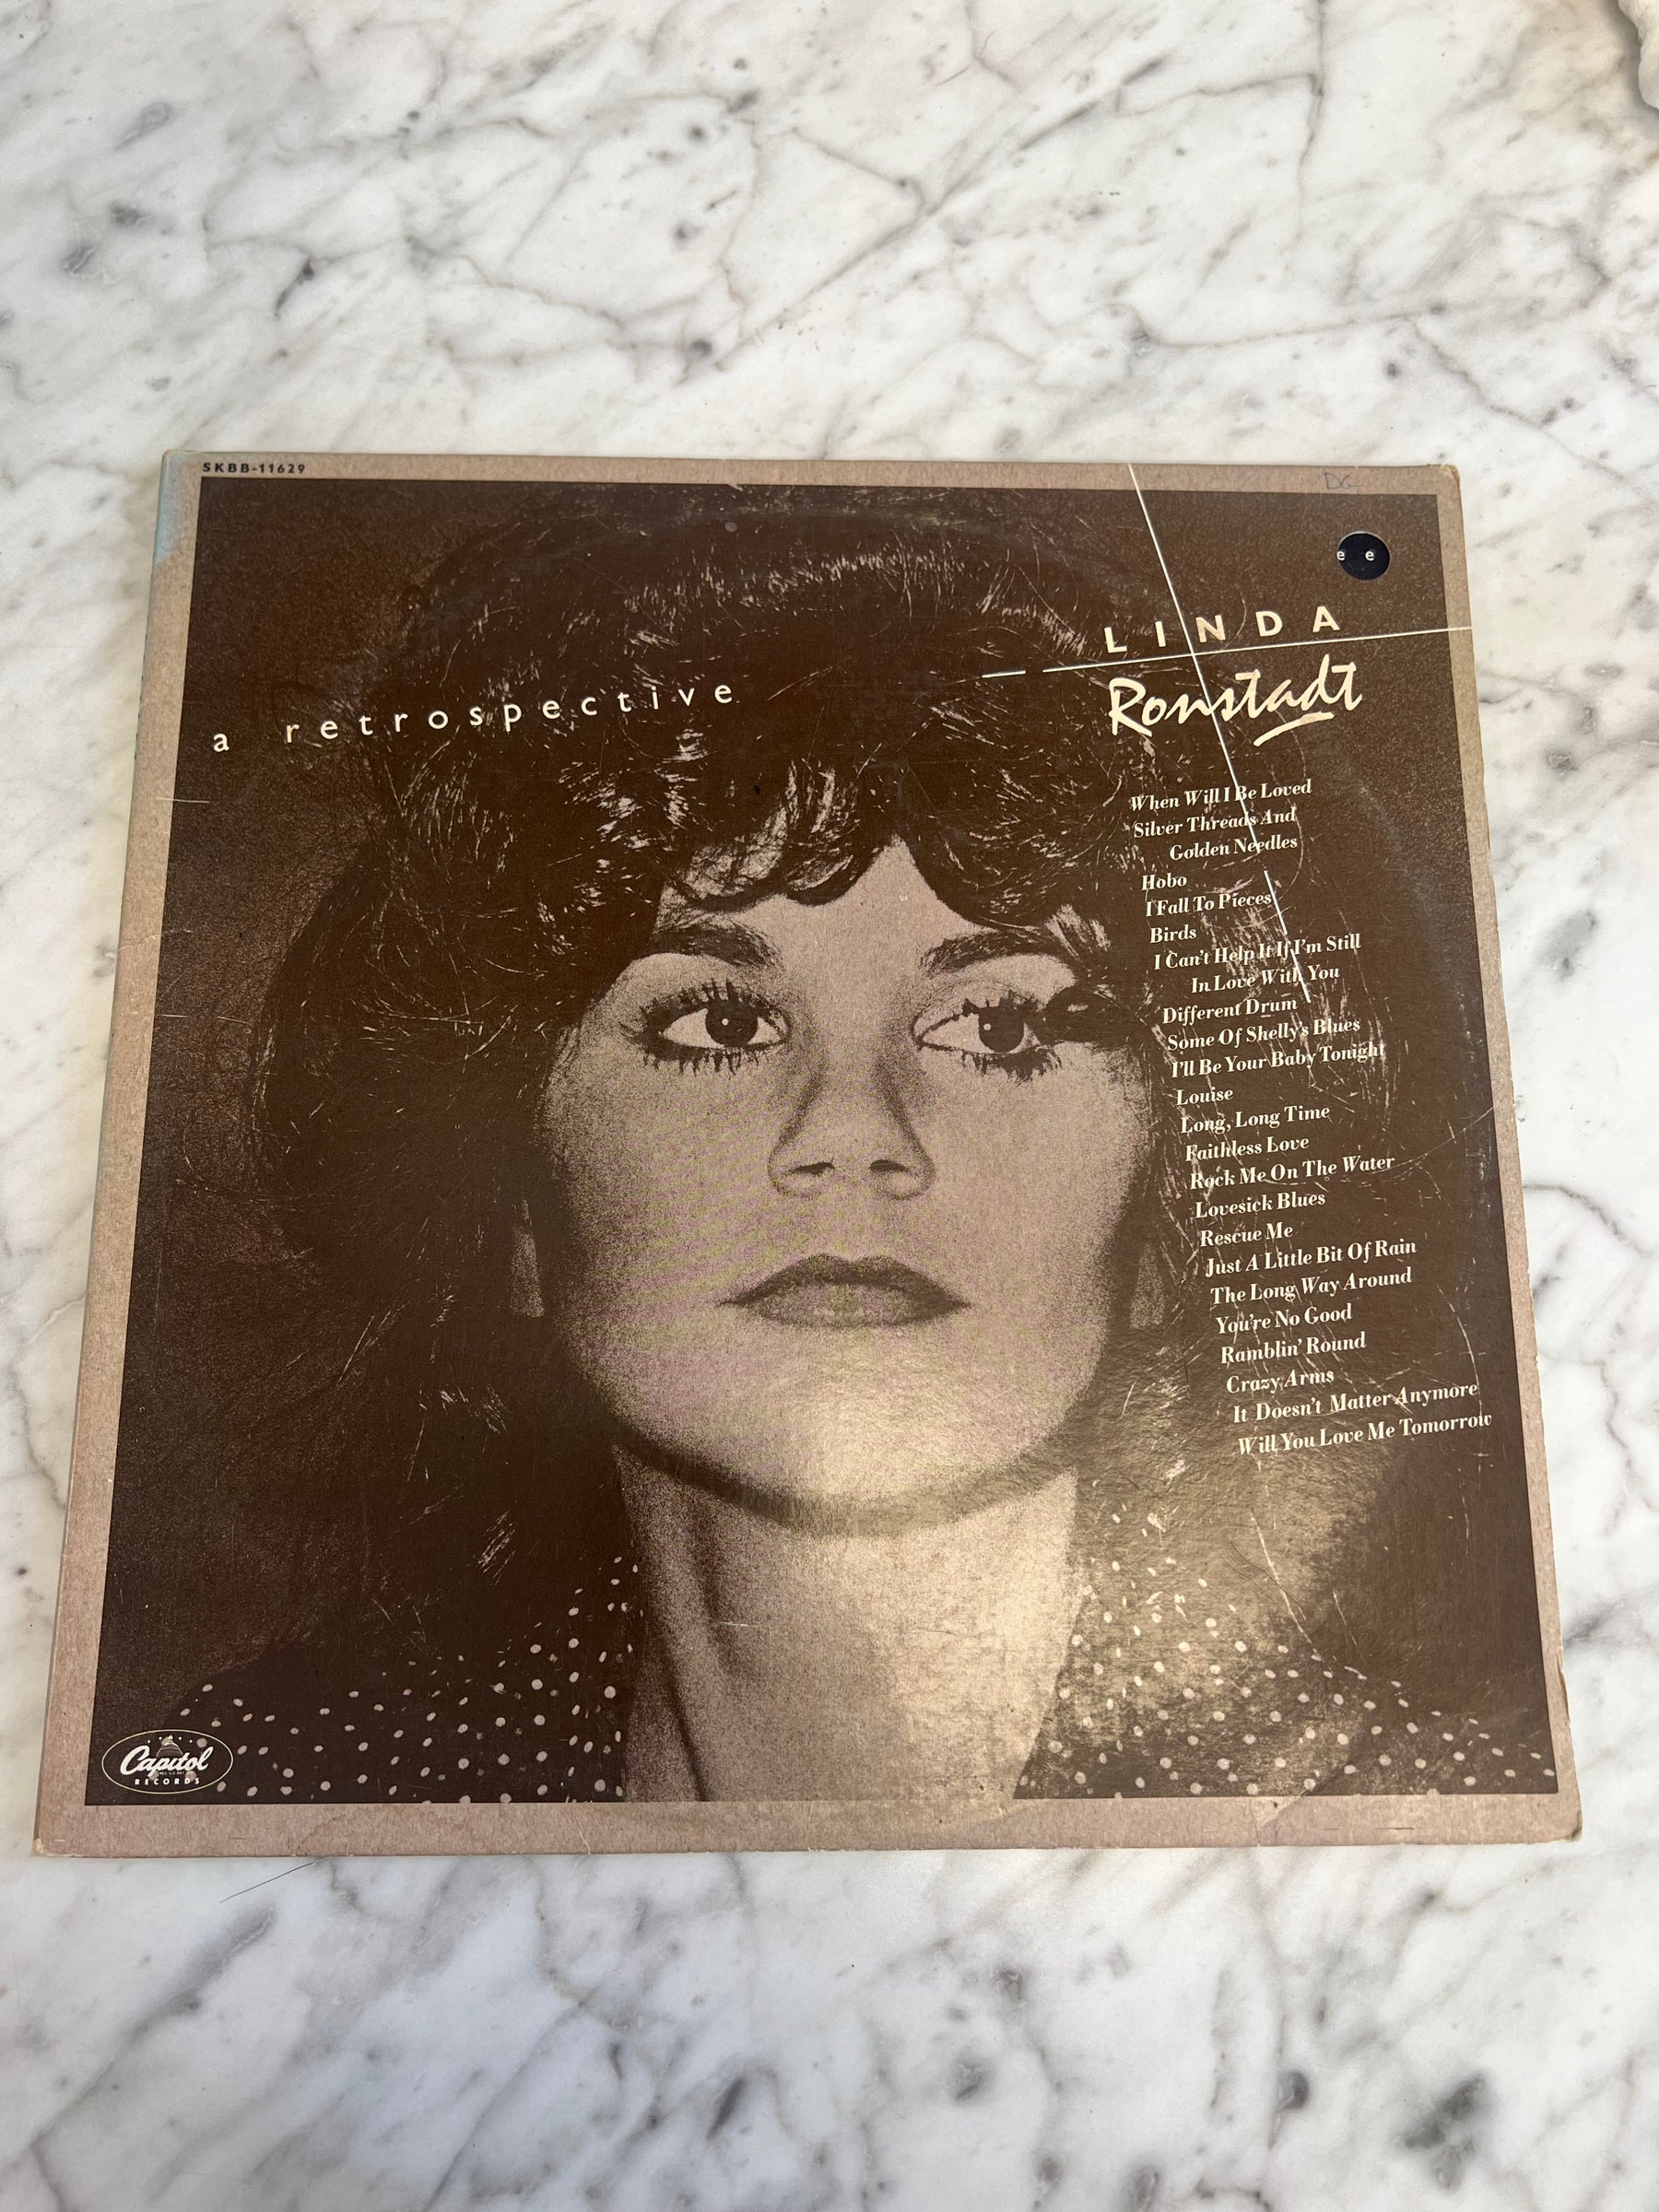 SKBB-11629
DG
e e
LINDA
Ronstadt
a retrospective
When Will I Be Loved
Silver Threads And
Golden Needles
Hobo
I Fall To Pieces
Birds
I Can't Help It If I'm Still
In Love With You
Different Drum
Some Of Shelly's Blues
I'll Be Your Baby Tonight
Louise
Long, Long Time
Faithless Love
Rock Me On The Water
Lovesick Blues
Rescue Me
Just A Little Bit Of Rain
The Long Way Around
You're No Good
Ramblin' Round
Crazy Arms
It Doesn't Matter Anymore
Will You Love Me Tomorrow
Capitol
RECORDS